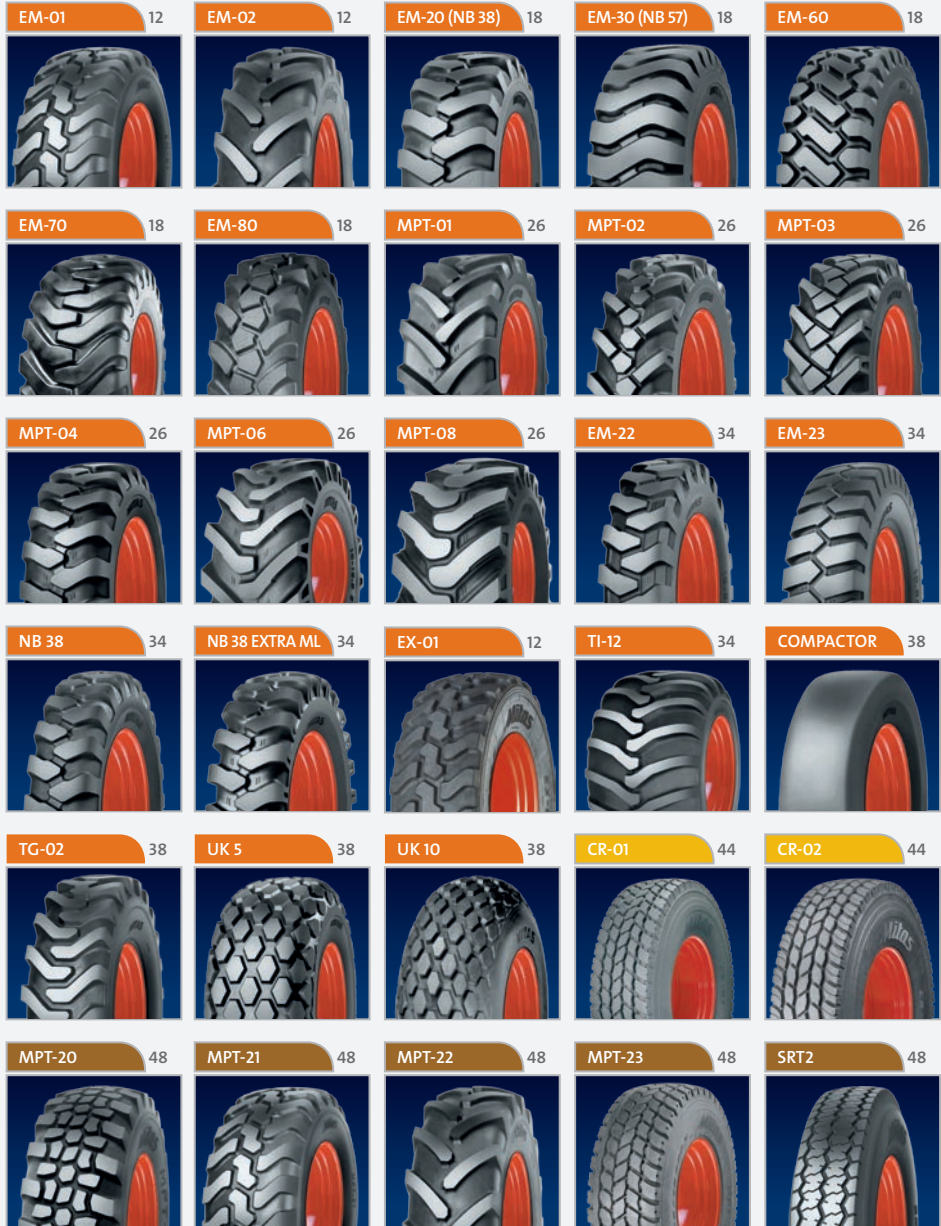 EM-01 12 EM-02 12 EM-20 (NB 38) 18 EM-30 (NB 57) 18 EM-60 18
EM-70 18 EM-80 18 MPT-01 26 MPT-02 26 MPT-03 26
MPT-04 26 MPT-06 26 MPT-08 26 EM-22 34 EM-23 34
NB 38 34 NB 38 EXTRA ML 34 EX-01 12 TI-12 34 COMPACTOR 38
Mitas
TG-02 38 UK 5 38 UK 10 38 CR-01 44 CR-02 44
Mitas
MPT-20 48 MPT-21 48 MPT-22 48 MPT-23 48 SRT2 48